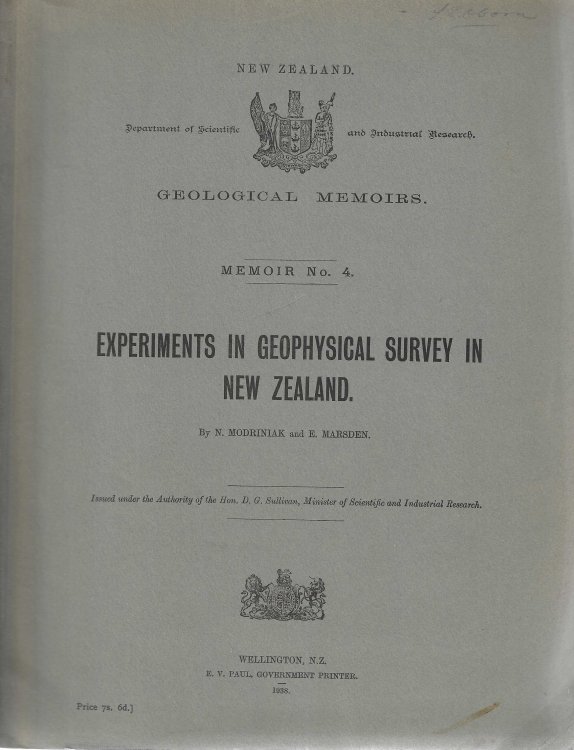 NEW ZEALAND.
Department of Scientific and Industrial Research.
GEOLOGICAL MEMOIRS.
MEMOIR No. 4.
EXPERIMENTS IN GEOPHYSICAL SURVEY IN
NEW ZEALAND.
By N. MODRINIAK and E. MARSDEN.
Issued under the Authority of the Hon. D. G. Sullivan, Minister of Scientific and Industrial Research.
WELLINGTON, N.Z.
E. V. PAUL, GOVERNMENT PRINTER.
1938.
Price 7s. 6d.]